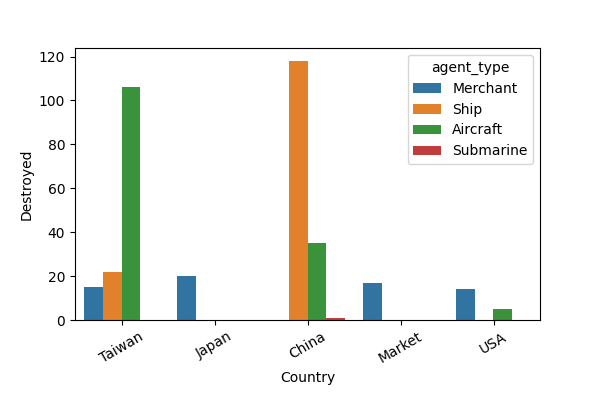 agent_type
Merchant
Ship
Aircraft
Submarine
Destroyed
120
100
80
60
40
20
0
Taiwan
Japan
China
Market
USA
Country